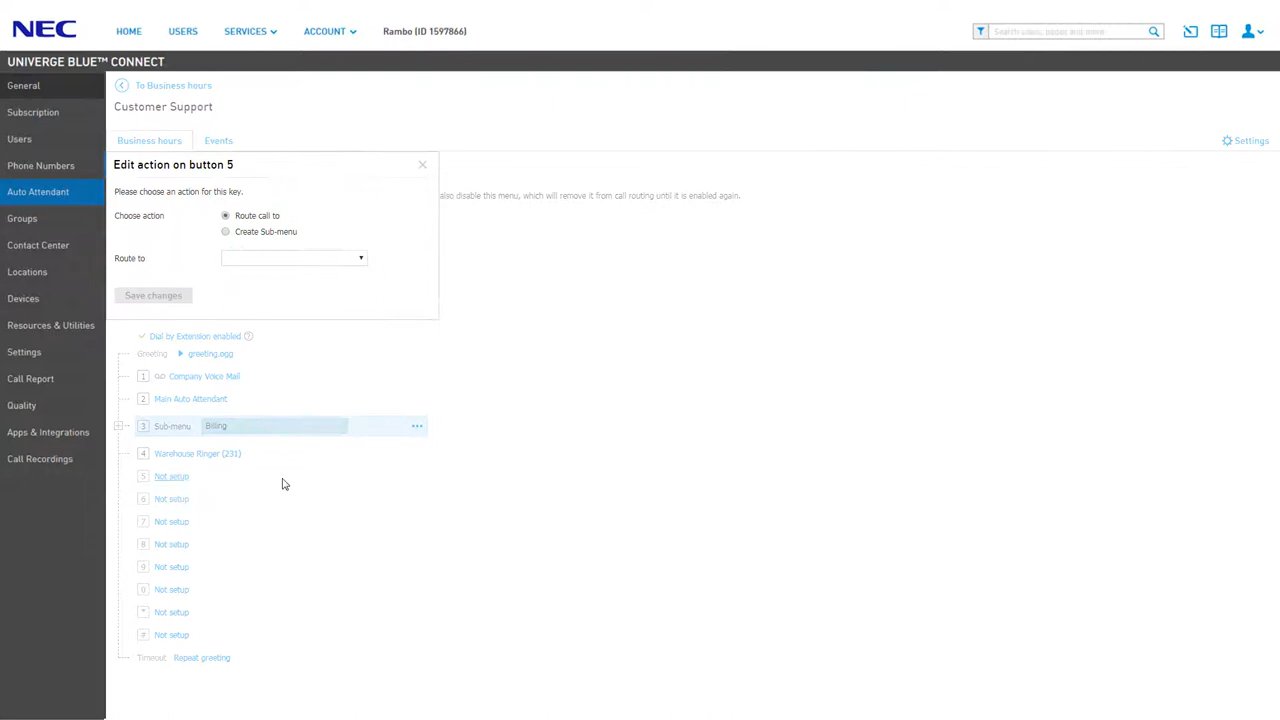 NEC
HOME
USERS
SERVICES
ACCOUNT
Rambo (ID 1597866)
UNIVERGE BLUE™ CONNECT
General
Subscription
Users
Phone Numbers
Auto Attendant
Groups
Contact Center
Locations
Devices
Resources & Utilities
Settings
Call Report
Quality
Apps & Integrations
Call Recordings
To Business hours
Customer Support
Business hours
Events
Settings
Edit action on button 5
Please choose an action for this key.
also disable this menu, which will remove it from call routing until it is enabled again.
Choose action
Route call to
Create Sub-menu
Route to
Save changes
Dial by Extension enabled ?
Greeting greeting.ogg
1 Company Voice Mail
2 Main Auto Attendant
3 Sub-menu Billing
4 Warehouse Ringer (231)
5 Not setup
6 Not setup
7 Not setup
8 Not setup
9 Not setup
0 Not setup
* Not setup
# Not setup
Timeout Repeat greeting